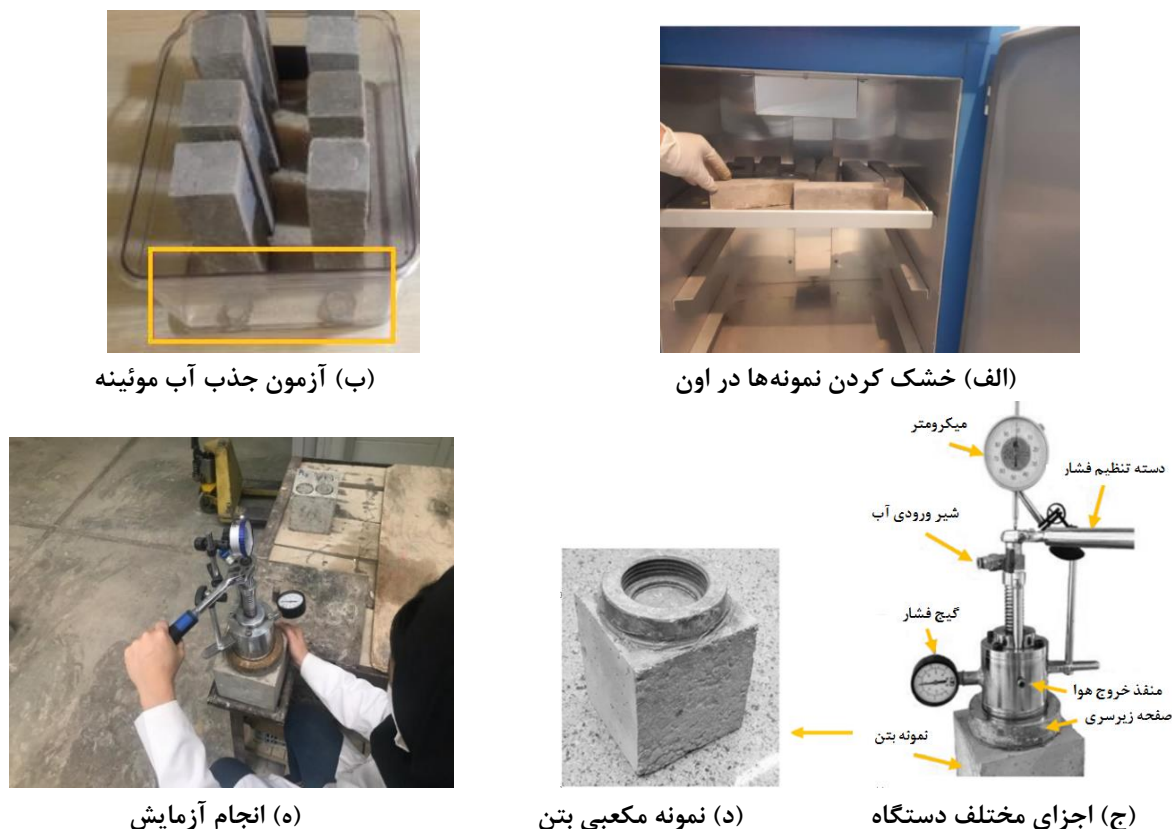 (الف) خشک کردن نمونه‌ها در اون
(ب) آزمون جذب آب موئینه
میکرومتر
دسته تنظیم فشار
شیر ورودی آب
گیج فشار
منفذ خروج هوا
صفحه زیرسری
نمونه بتن
(ج) اجزای مختلف دستگاه
(د) نمونه مکعبی بتن
(ه) انجام آزمایش